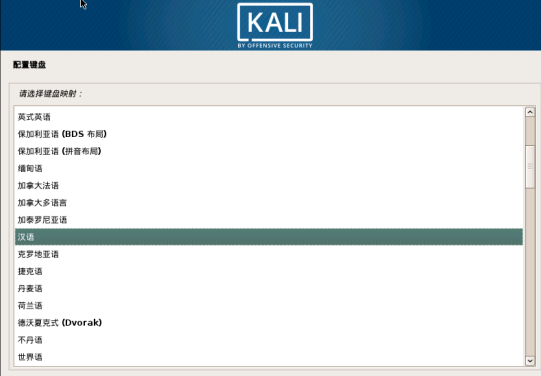 KALI
BY OFFENSIVE SECURITY
配置键盘
请选择键盘映射：
英式英语
保加利亚语 (BDS 布局)
保加利亚语 (拼音布局)
缅甸语
加拿大法语
加拿大多语言
加泰罗尼亚语
汉语
克罗地亚语
捷克语
丹麦语
荷兰语
德沃夏克式 (Dvorak)
不丹语
世界语